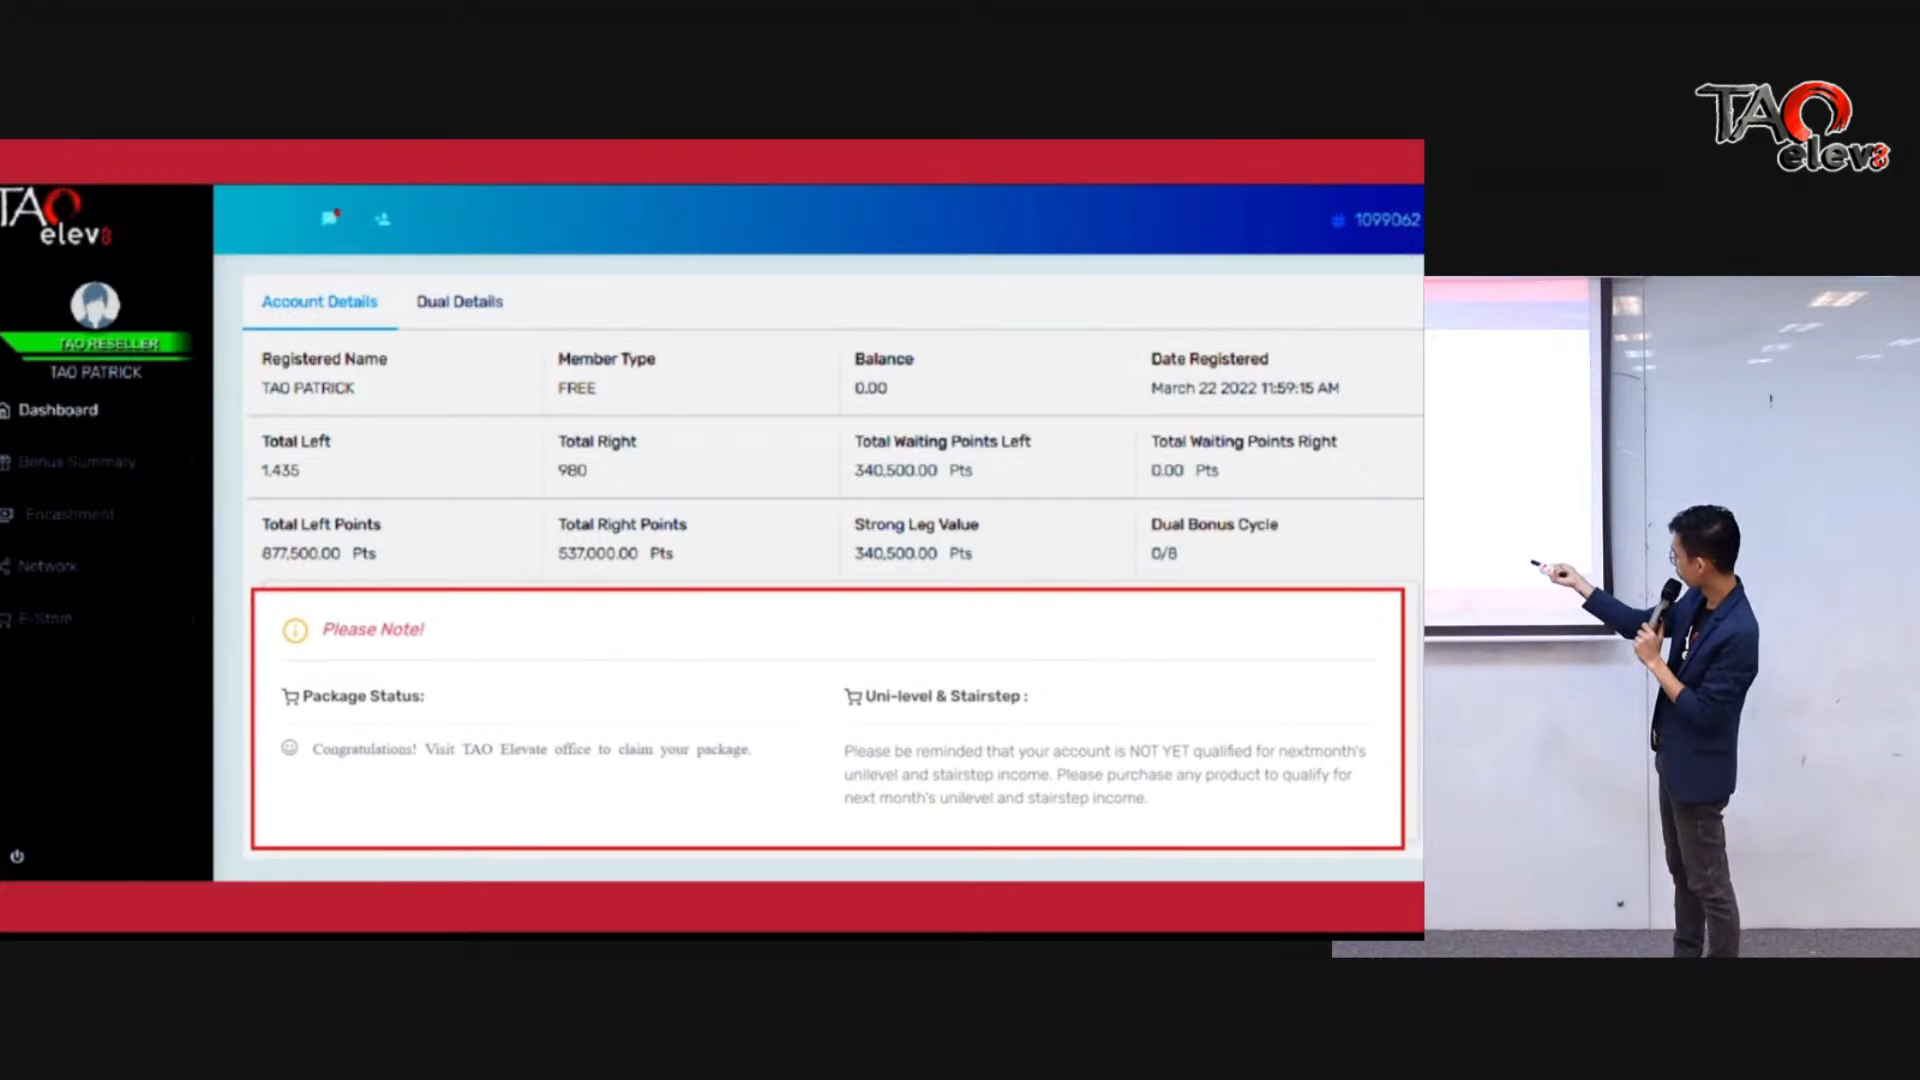 TAO
elev8
TAO
elev8
1099062
TAO RESELLER
TAO PATRICK
Dashboard
Bonus Summary
Encashment
Network
E-Store
Account Details
Dual Details
Registered Name
TAO PATRICK
Member Type
FREE
Balance
0.00
Date Registered
March 22 2022 11:59:15 AM
Total Left
1,435
Total Right
980
Total Waiting Points Left
340,500.00 Pts
Total Waiting Points Right
0.00 Pts
Total Left Points
877,500.00 Pts
Total Right Points
537,000.00 Pts
Strong Leg Value
340,500.00 Pts
Dual Bonus Cycle
0/8
Please Note!
Package Status:
Congratulations! Visit TAO Elevate office to claim your package.
Uni-level & Stairstep :
Please be reminded that your account is NOT YET qualified for nextmonth's
unilevel and stairstep income. Please purchase any product to qualify for
next month's unilevel and stairstep income.